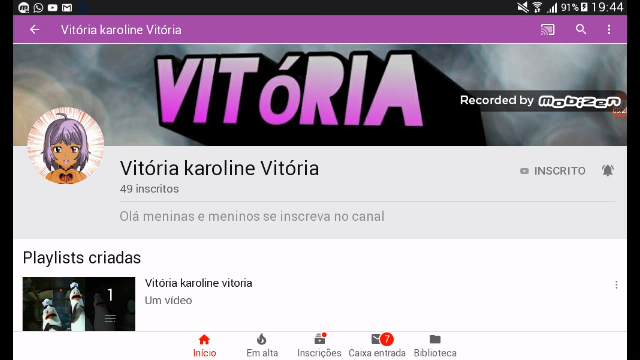 91% 19:44
Vitória karoline Vitória
VITÓRIA
Recorded by MOBIZEN
Vitória karoline Vitória
INSCRITO
49 inscritos
Olá meninas e meninos se inscreva no canal
Playlists criadas
1
Vitória karoline vitoria
Um vídeo
7
Início Em alta Inscrições Caixa entrada Biblioteca